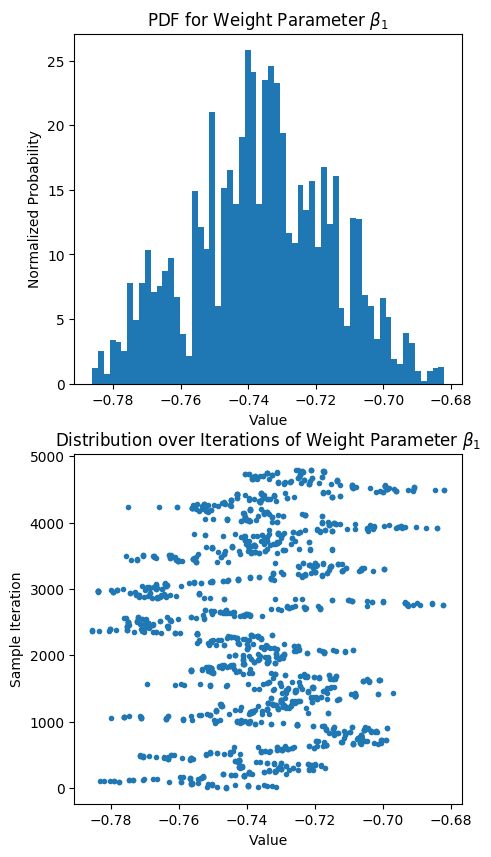 PDF for Weight Parameter β₁
Normalized Probability
25
20
15
10
5
0
−0.78 −0.76 −0.74 −0.72 −0.70 −0.68
Value
Distribution over Iterations of Weight Parameter β₁
Sample Iteration
5000
4000
3000
2000
1000
0
−0.78 −0.76 −0.74 −0.72 −0.70 −0.68
Value